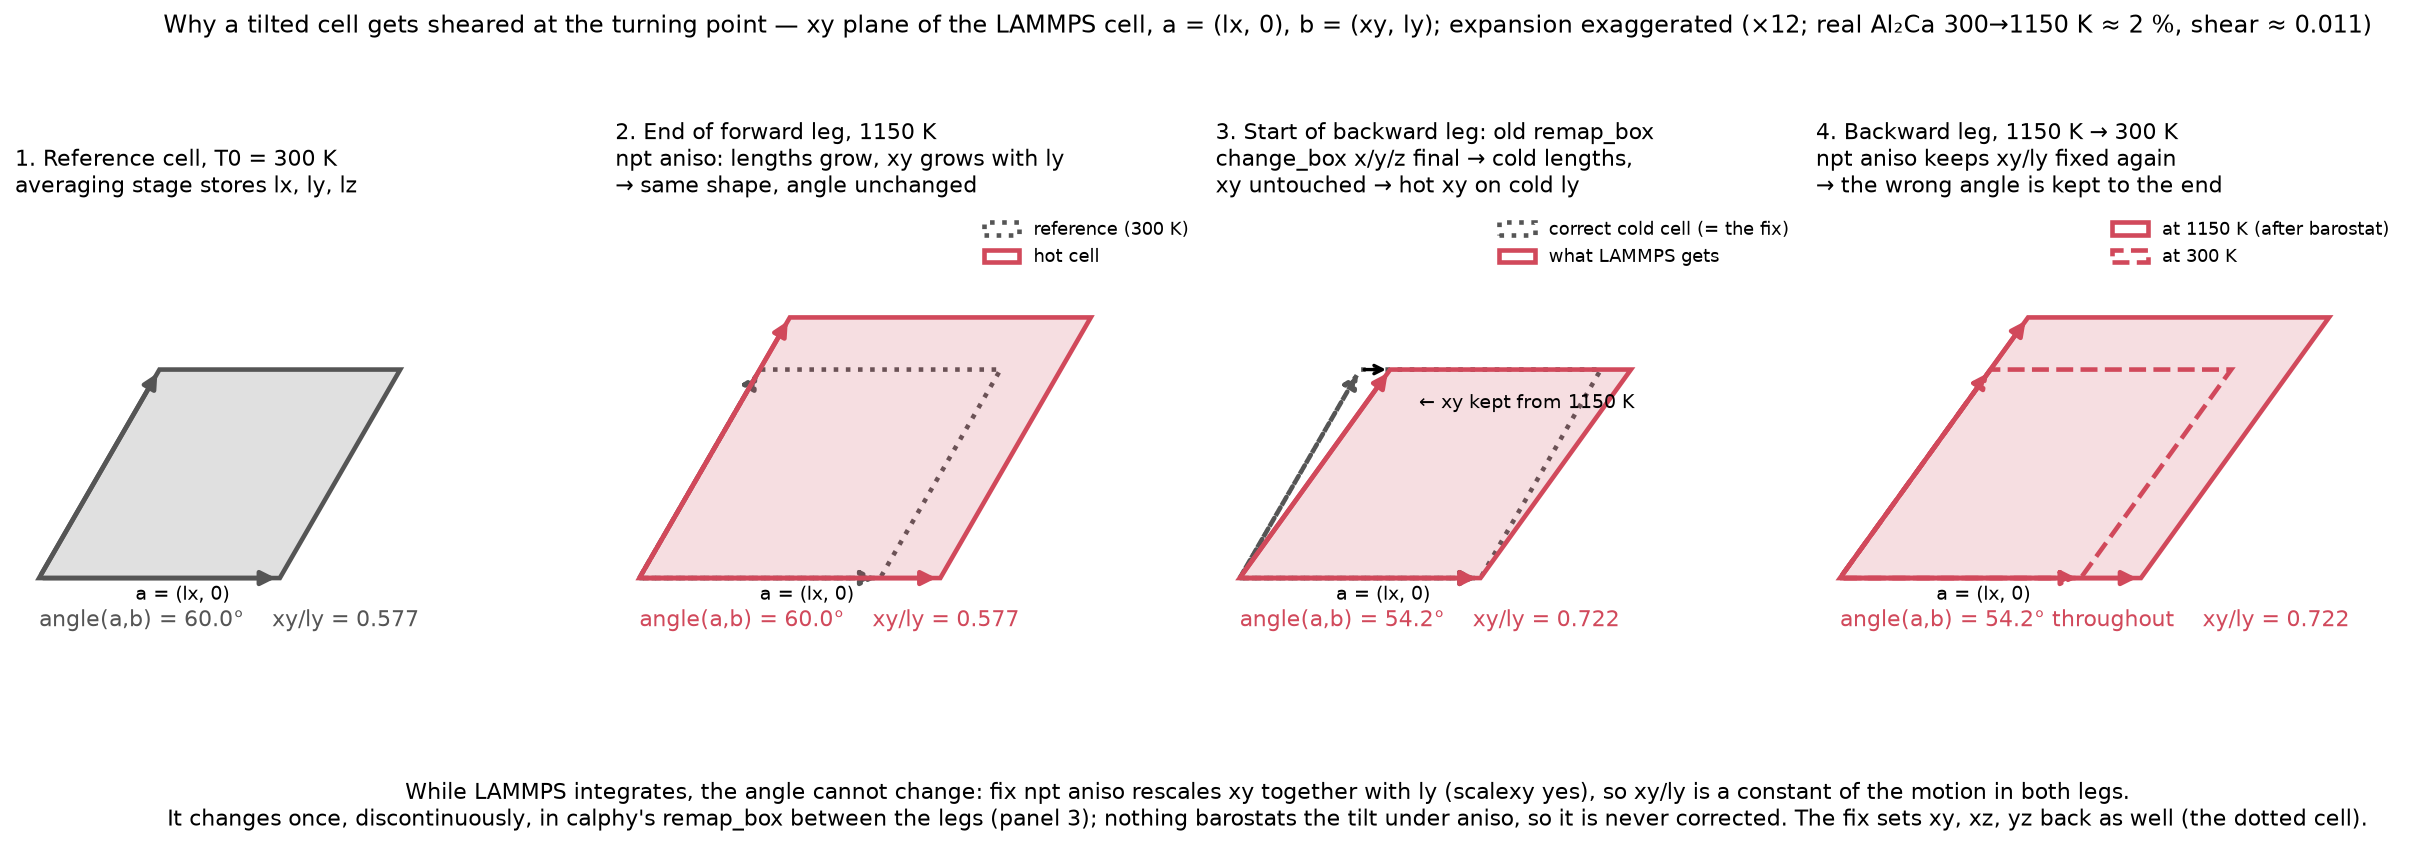 Why a tilted cell gets sheared at the turning point — xy plane of the LAMMPS cell, a = (lx, 0), b = (xy, ly); expansion exaggerated (×12; real Al₂Ca 300→1150 K ≈ 2 %, shear ≈ 0.011)
1. Reference cell, T0 = 300 K
averaging stage stores lx, ly, lz
a = (lx, 0)
angle(a,b) = 60.0° xy/ly = 0.577
2. End of forward leg, 1150 K
npt aniso: lengths grow, xy grows with ly
→ same shape, angle unchanged
reference (300 K)
hot cell
a = (lx, 0)
angle(a,b) = 60.0° xy/ly = 0.577
3. Start of backward leg: old remap_box
change_box x/y/z final → cold lengths,
xy untouched → hot xy on cold ly
correct cold cell (= the fix)
what LAMMPS gets
← xy kept from 1150 K
a = (lx, 0)
angle(a,b) = 54.2° xy/ly = 0.722
4. Backward leg, 1150 K → 300 K
npt aniso keeps xy/ly fixed again
→ the wrong angle is kept to the end
at 1150 K (after barostat)
at 300 K
a = (lx, 0)
angle(a,b) = 54.2° throughout xy/ly = 0.722
While LAMMPS integrates, the angle cannot change: fix npt aniso rescales xy together with ly (scalexy yes), so xy/ly is a constant of the motion in both legs.
It changes once, discontinuously, in calphy's remap_box between the legs (panel 3); nothing barostats the tilt under aniso, so it is never corrected. The fix sets xy, xz, yz back as well (the dotted cell).